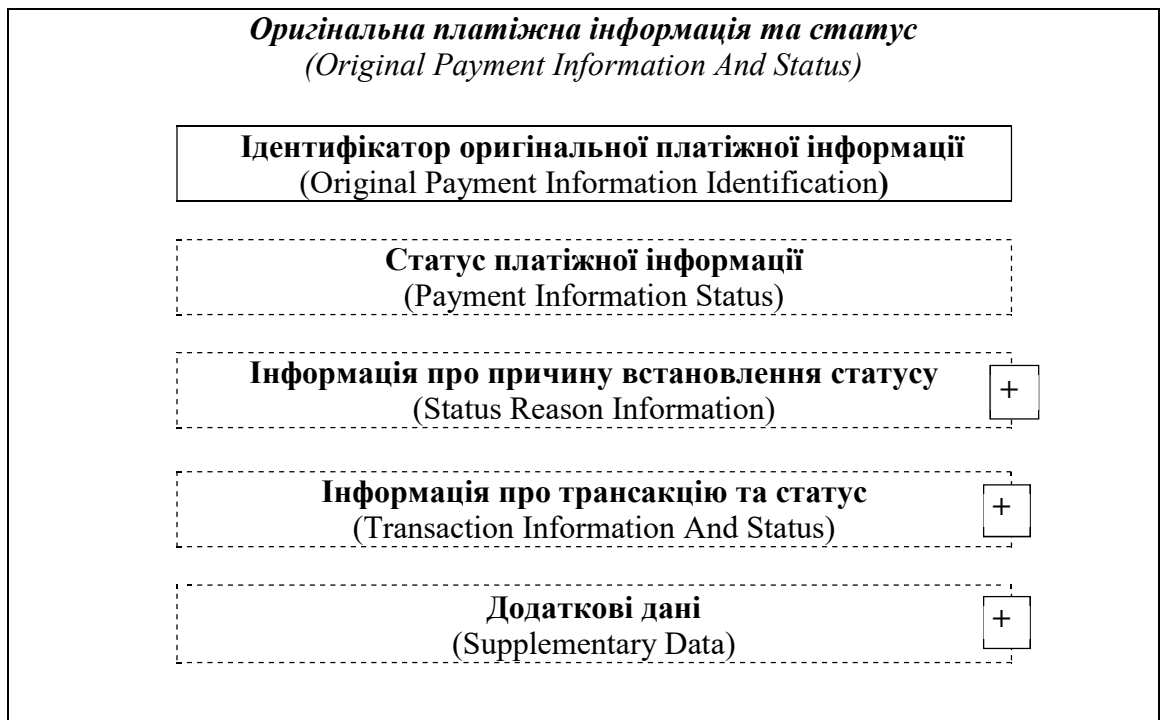 Оригінальна платіжна інформація та статус
(Original Payment Information And Status)
Ідентифікатор оригінальної платіжної інформації
(Original Payment Information Identification)
Статус платіжної інформації
(Payment Information Status)
Інформація про причину встановлення статусу
(Status Reason Information)
+
Інформація про трансакцію та статус
(Transaction Information And Status)
+
Додаткові дані
(Supplementary Data)
+